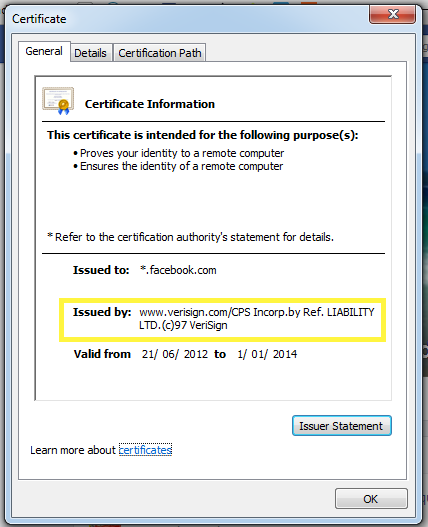 Certificate
General
Details
Certification Path
Certificate Information
This certificate is intended for the following purpose(s):
• Proves your identity to a remote computer
• Ensures the identity of a remote computer
* Refer to the certification authority's statement for details.
Issued to: *.facebook.com
Issued by: www.verisign.com/CPS Incorp.by Ref. LIABILITY
LTD.(c)97 VeriSign
Valid from 21/ 06/ 2012 to 1/ 01/ 2014
Issuer Statement
Learn more about certificates
OK